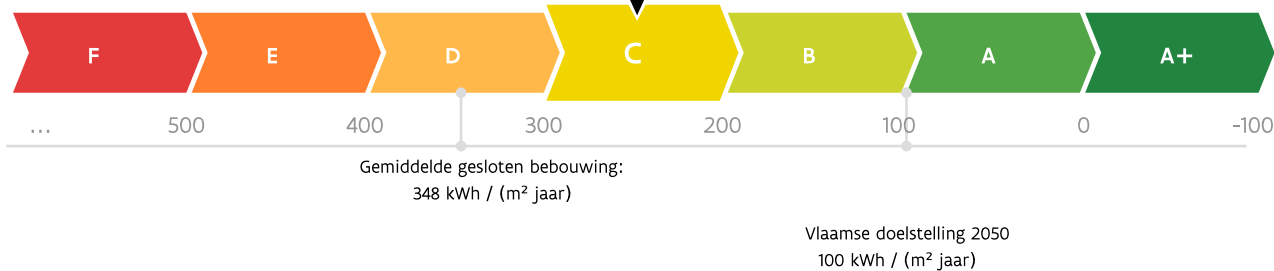 F E D C B A A+
... 500 400 300 200 100 0 -100
Gemiddelde gesloten bebouwing:
348 kWh / (m² jaar)
Vlaamse doelstelling 2050
100 kWh / (m² jaar)